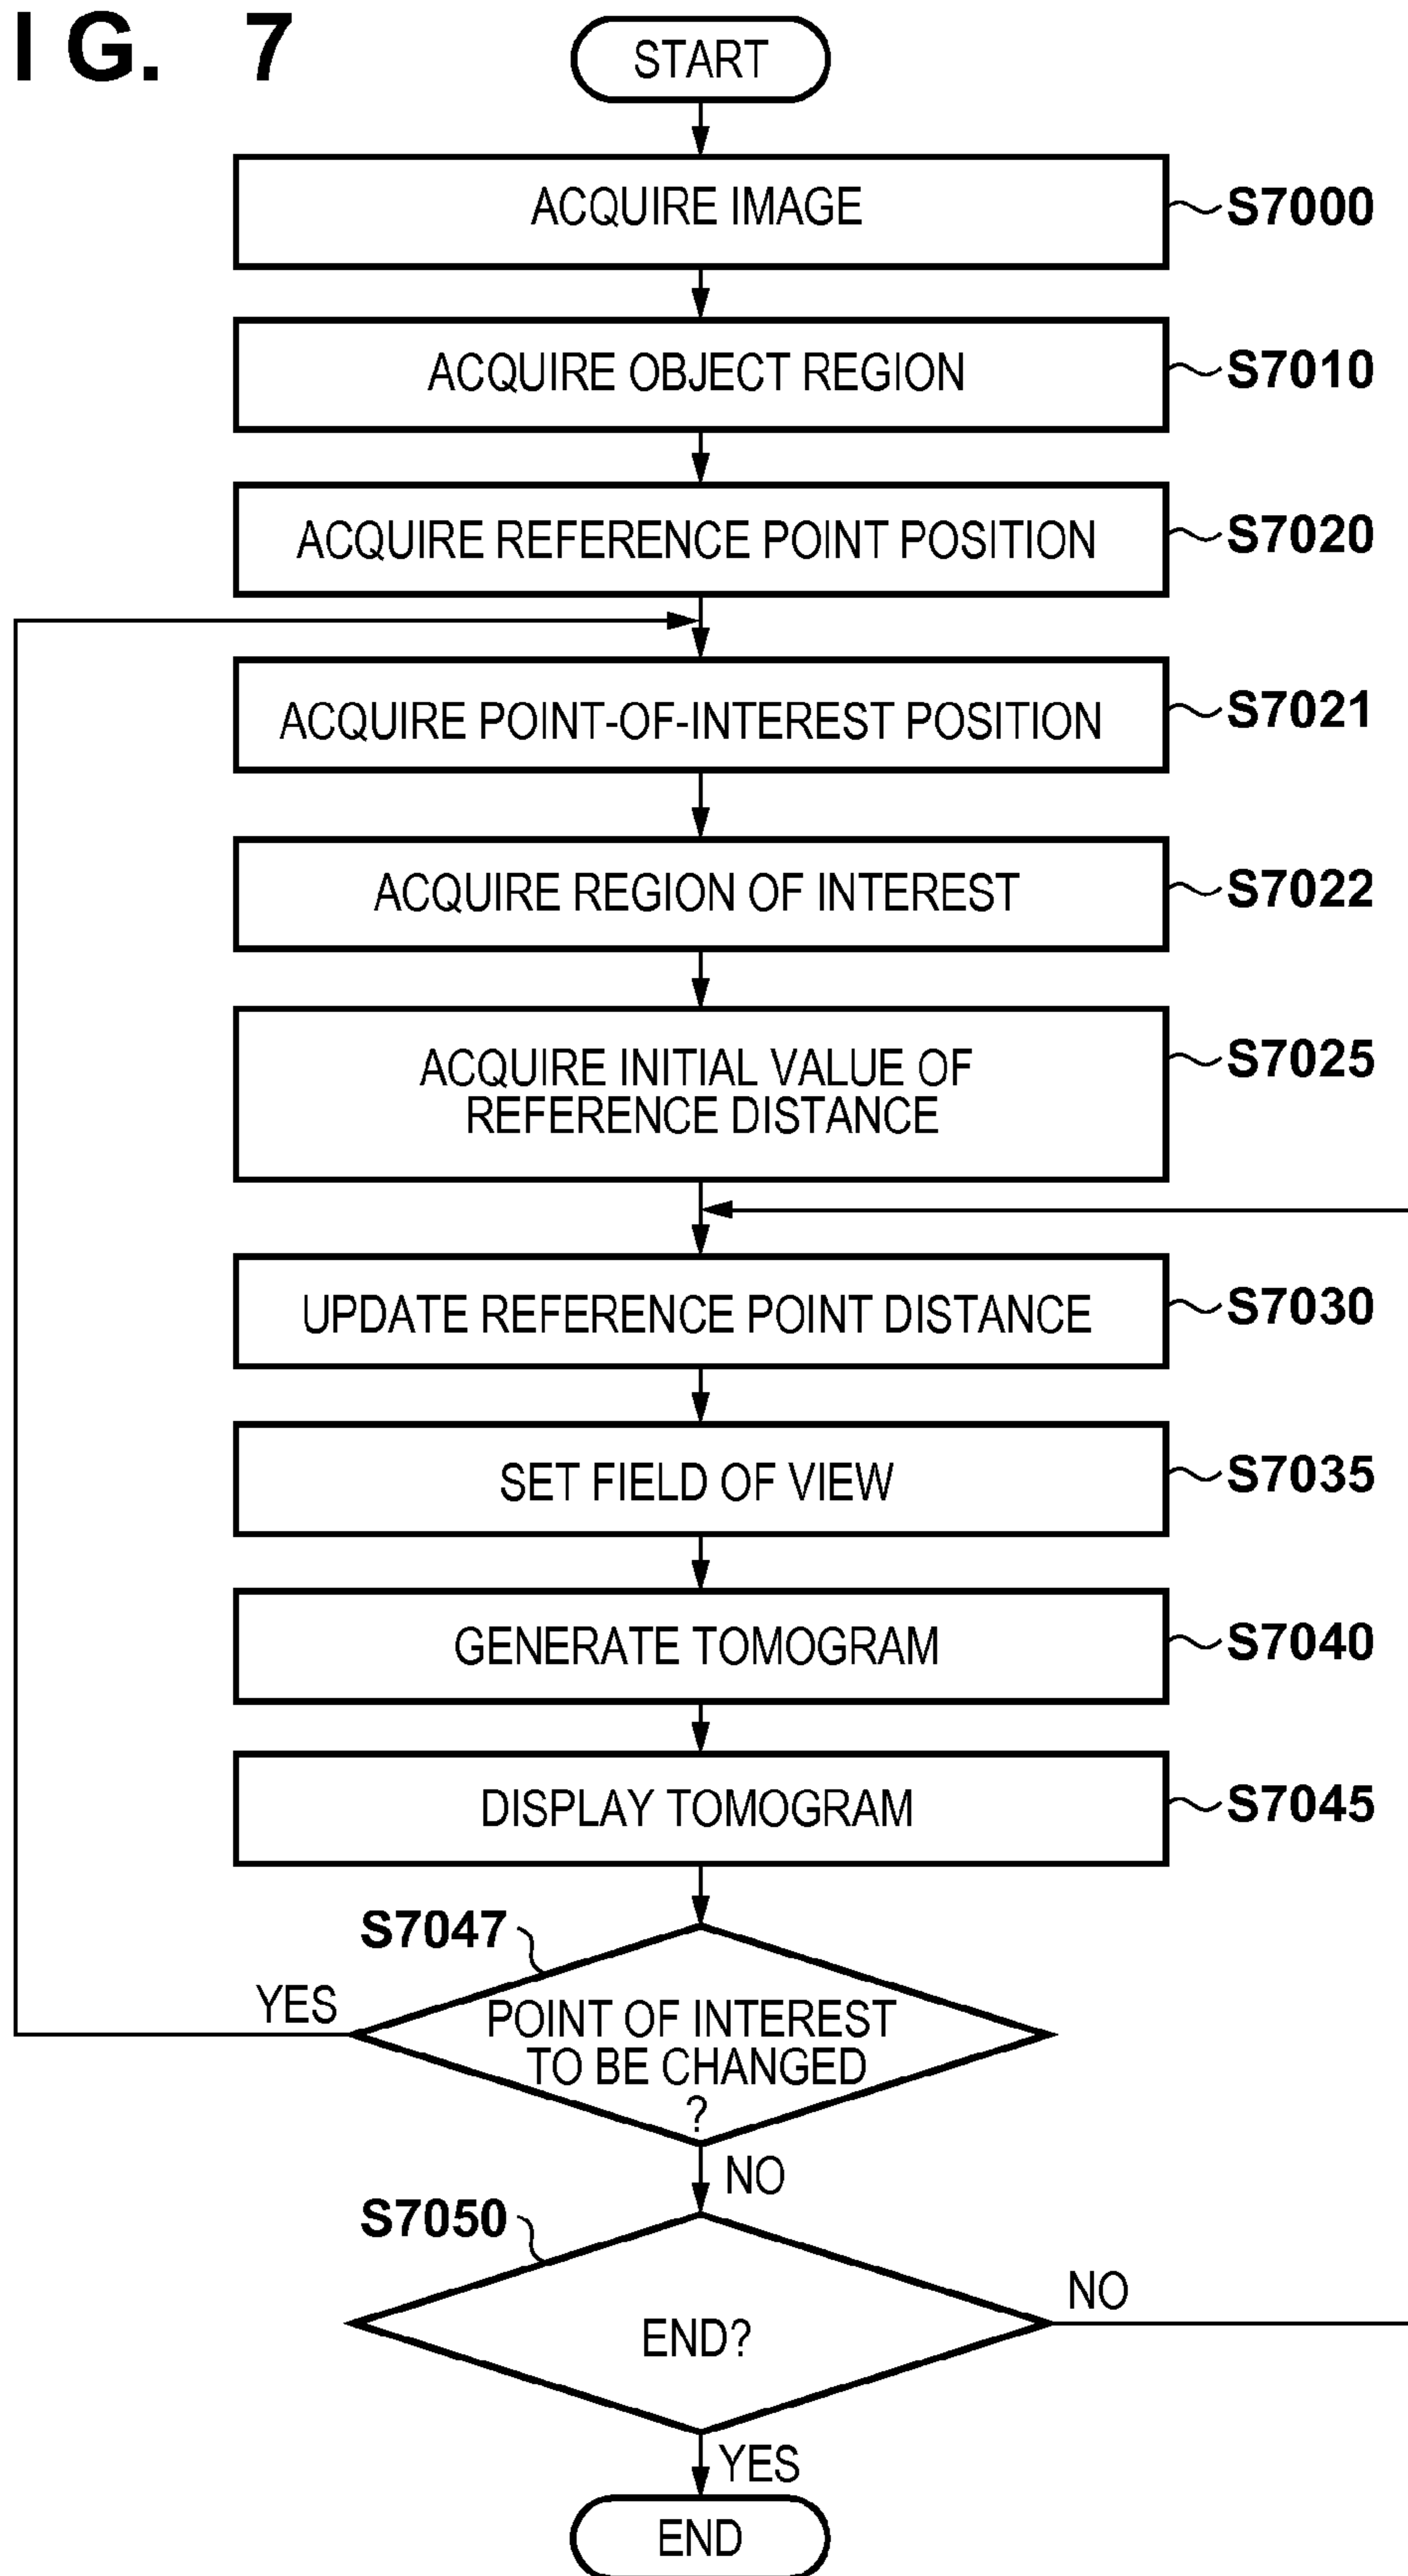 IG. 7
START
ACQUIRE IMAGE
S7000
ACQUIRE OBJECT REGION
S7010
ACQUIRE REFERENCE POINT POSITION
S7020
ACQUIRE POINT-OF-INTEREST POSITION
S7021
ACQUIRE REGION OF INTEREST
S7022
ACQUIRE INITIAL VALUE OF
REFERENCE DISTANCE
S7025
UPDATE REFERENCE POINT DISTANCE
S7030
SET FIELD OF VIEW
S7035
GENERATE TOMOGRAM
S7040
DISPLAY TOMOGRAM
S7045
S7047
YES
POINT OF INTEREST
TO BE CHANGED
?
NO
S7050
NO
END?
YES
END